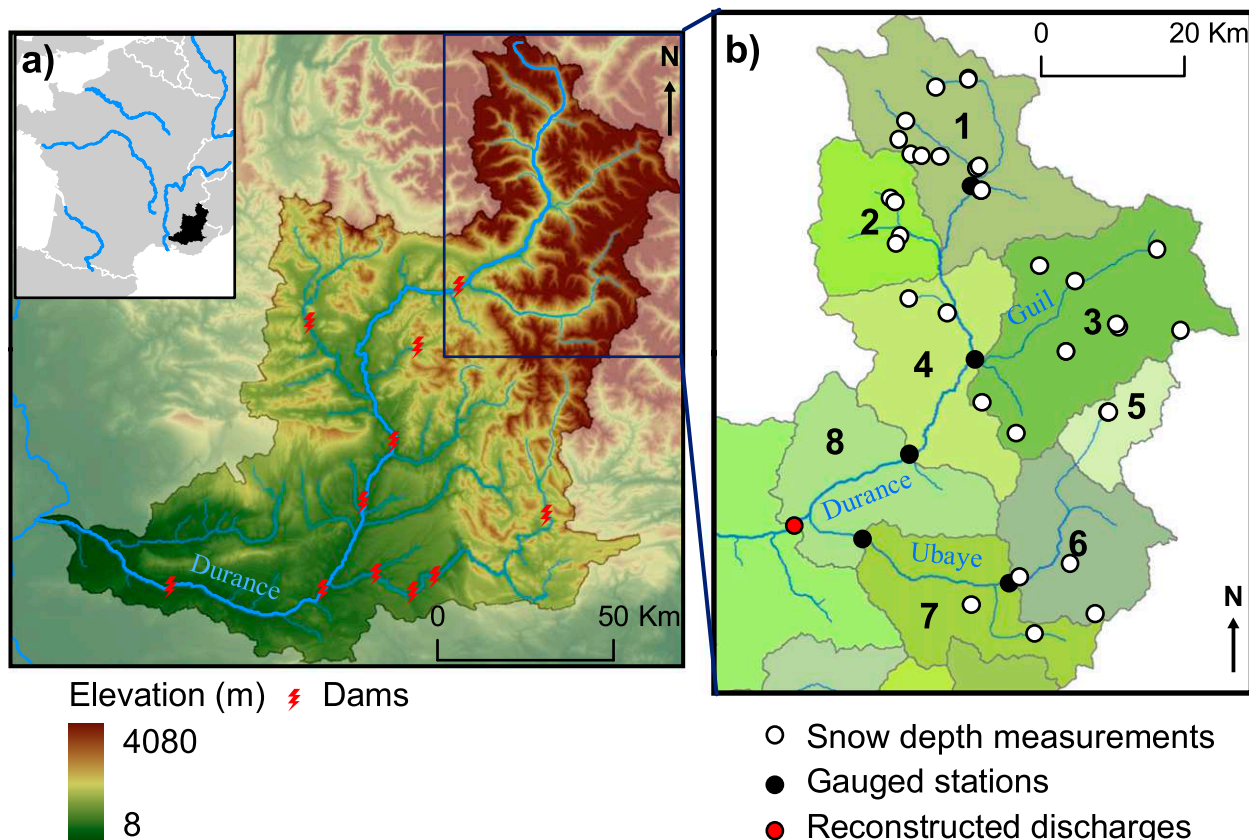 a)
N
Durance
0
50 Km
Elevation (m)
Dams
4080
8
b)
0
20 Km
1
2
Guil
3
4
5
8
Durance
Ubaye
6
7
N
Snow depth measurements
Gauged stations
Reconstructed discharges